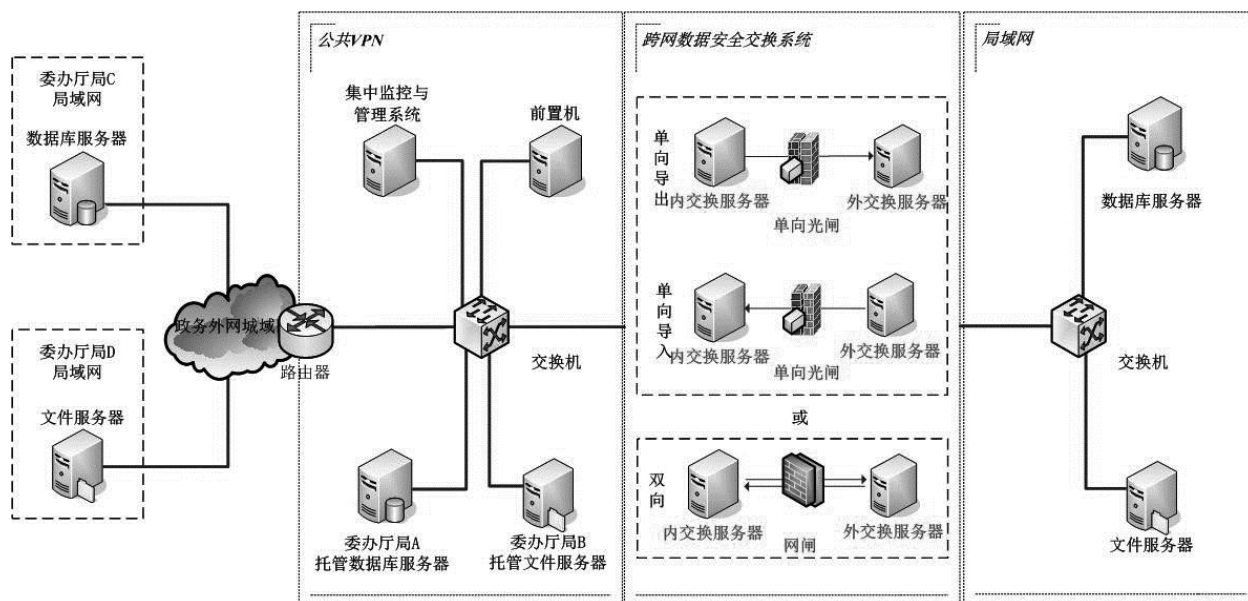 公共VPN
跨网数据安全交换系统
局域网
委办厅局C
局域网
数据库服务器
委办厅局D
局域网
文件服务器
政务外网城域
路由器
集中监控与
管理系统
前置机
交换机
委办厅局A
托管数据库服务器
委办厅局B
托管文件服务器
单向导出
内交换服务器
外交换服务器
单向光闸
单向导入
内交换服务器
外交换服务器
单向光闸
或
双向
内交换服务器
外交换服务器
网闸
数据库服务器
交换机
文件服务器